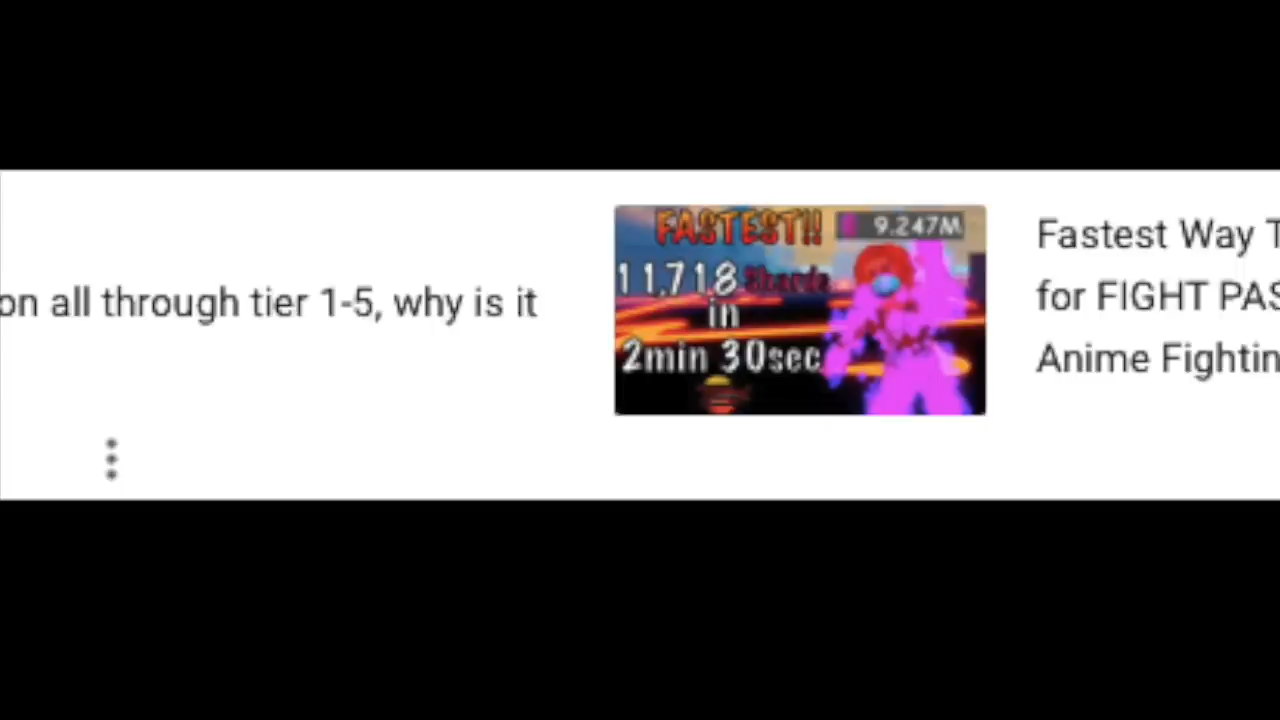 on all through tier 1-5, why is it
FASTEST!!
9.247M
11,718 Shards
in
2min 30sec
Fastest Way T
for FIGHT PAS
Anime Fightin